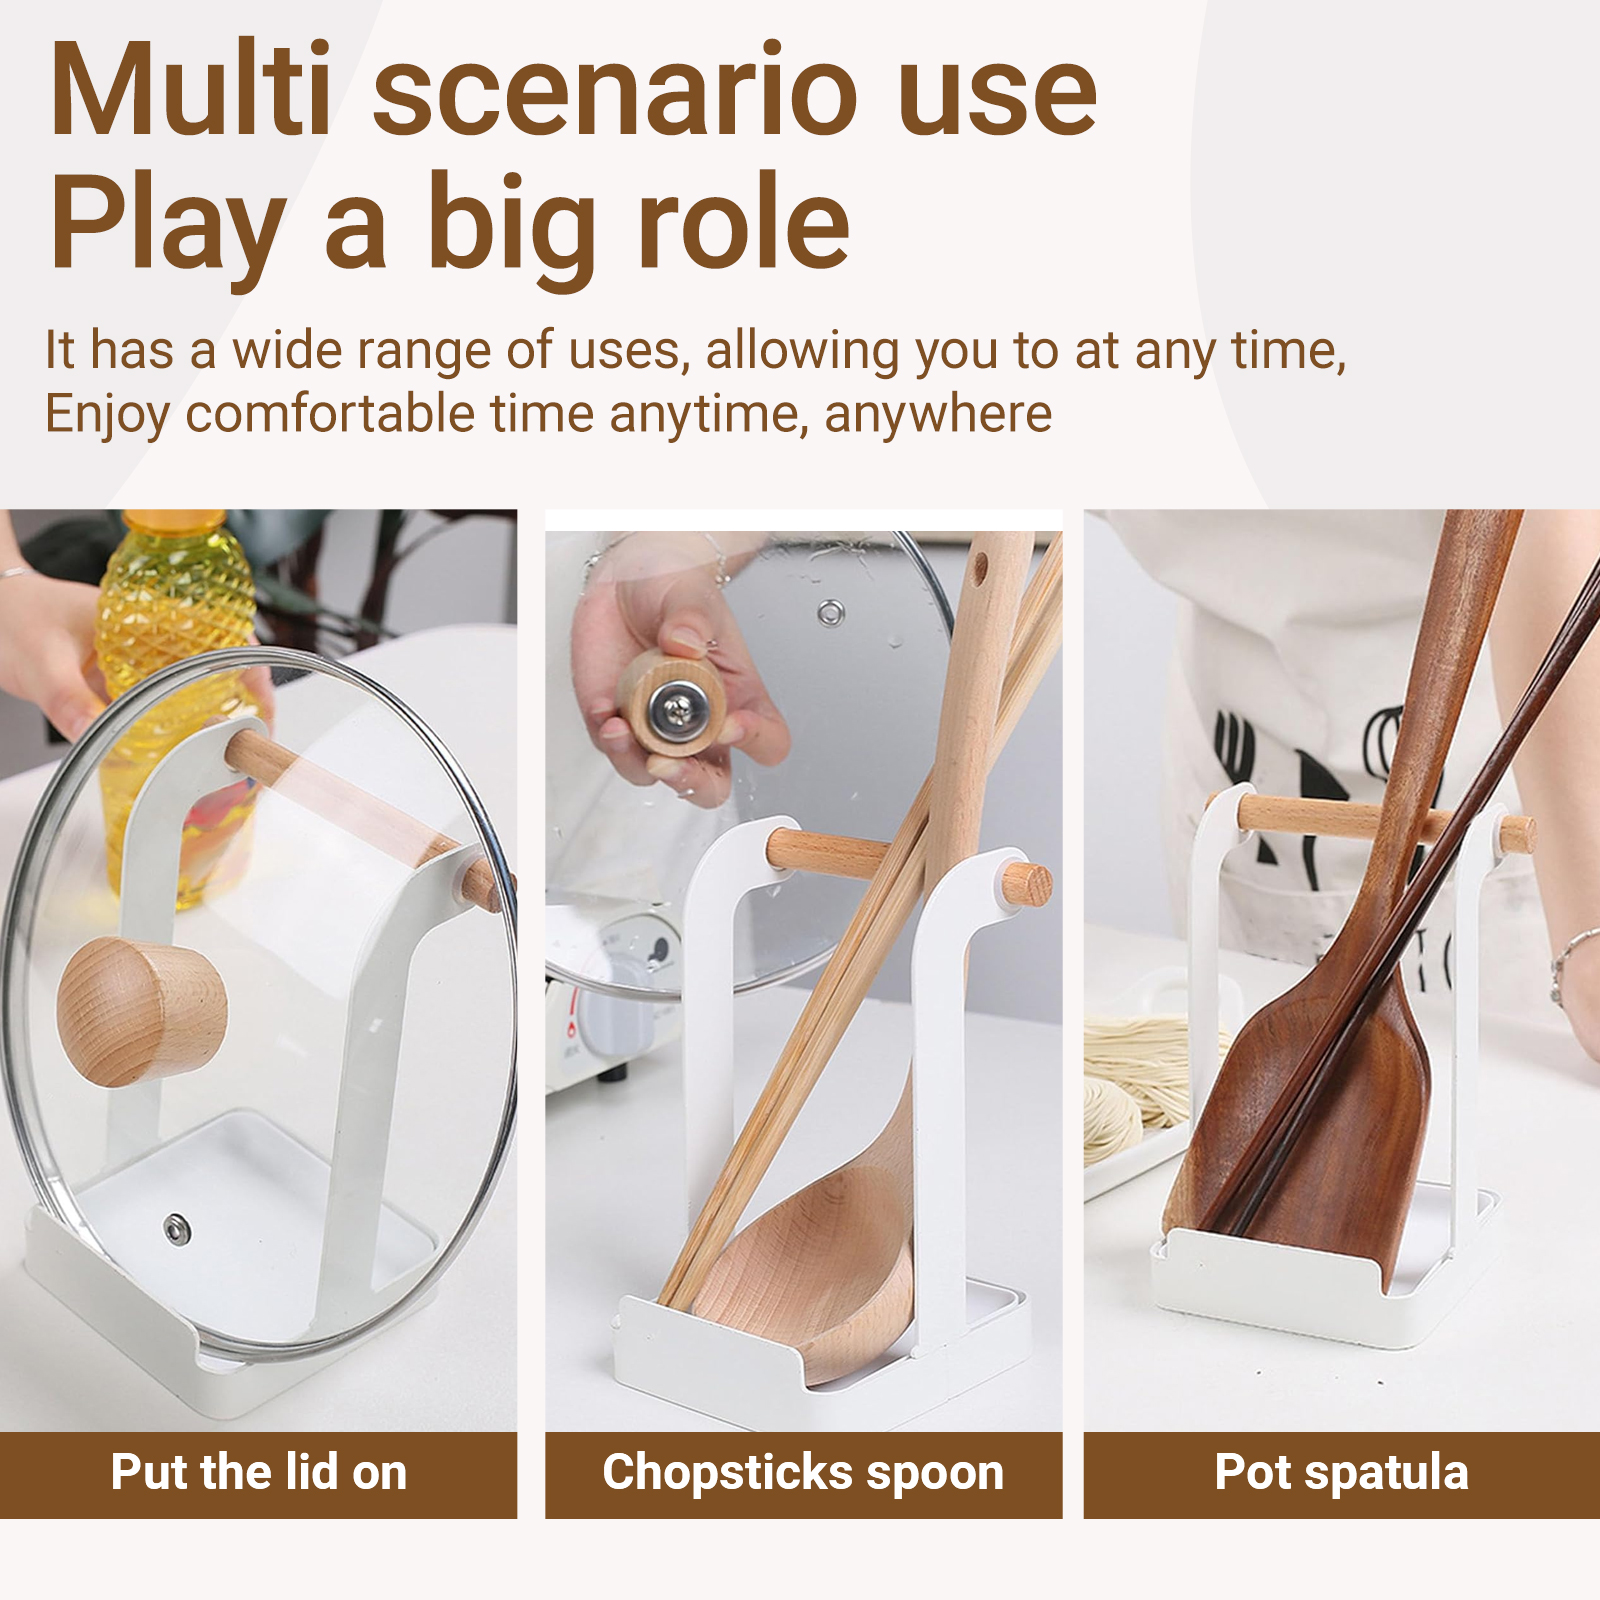 Multi scenario use
Play a big role
It has a wide range of uses, allowing you to at any time,
Enjoy comfortable time anytime, anywhere
Put the lid on
Chopsticks spoon
Pot spatula